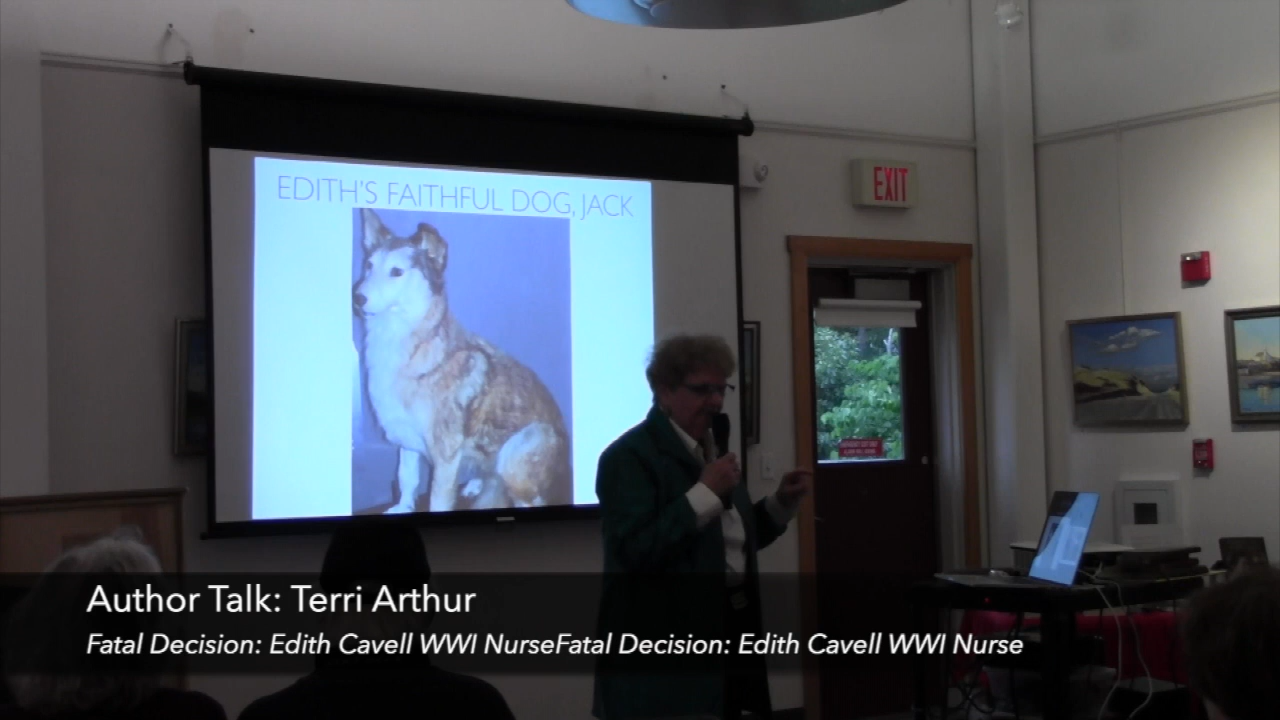 EDITH'S FAITHFUL DOG, JACK
EXIT
Author Talk: Terri Arthur
Fatal Decision: Edith Cavell WWI NurseFatal Decision: Edith Cavell WWI Nurse